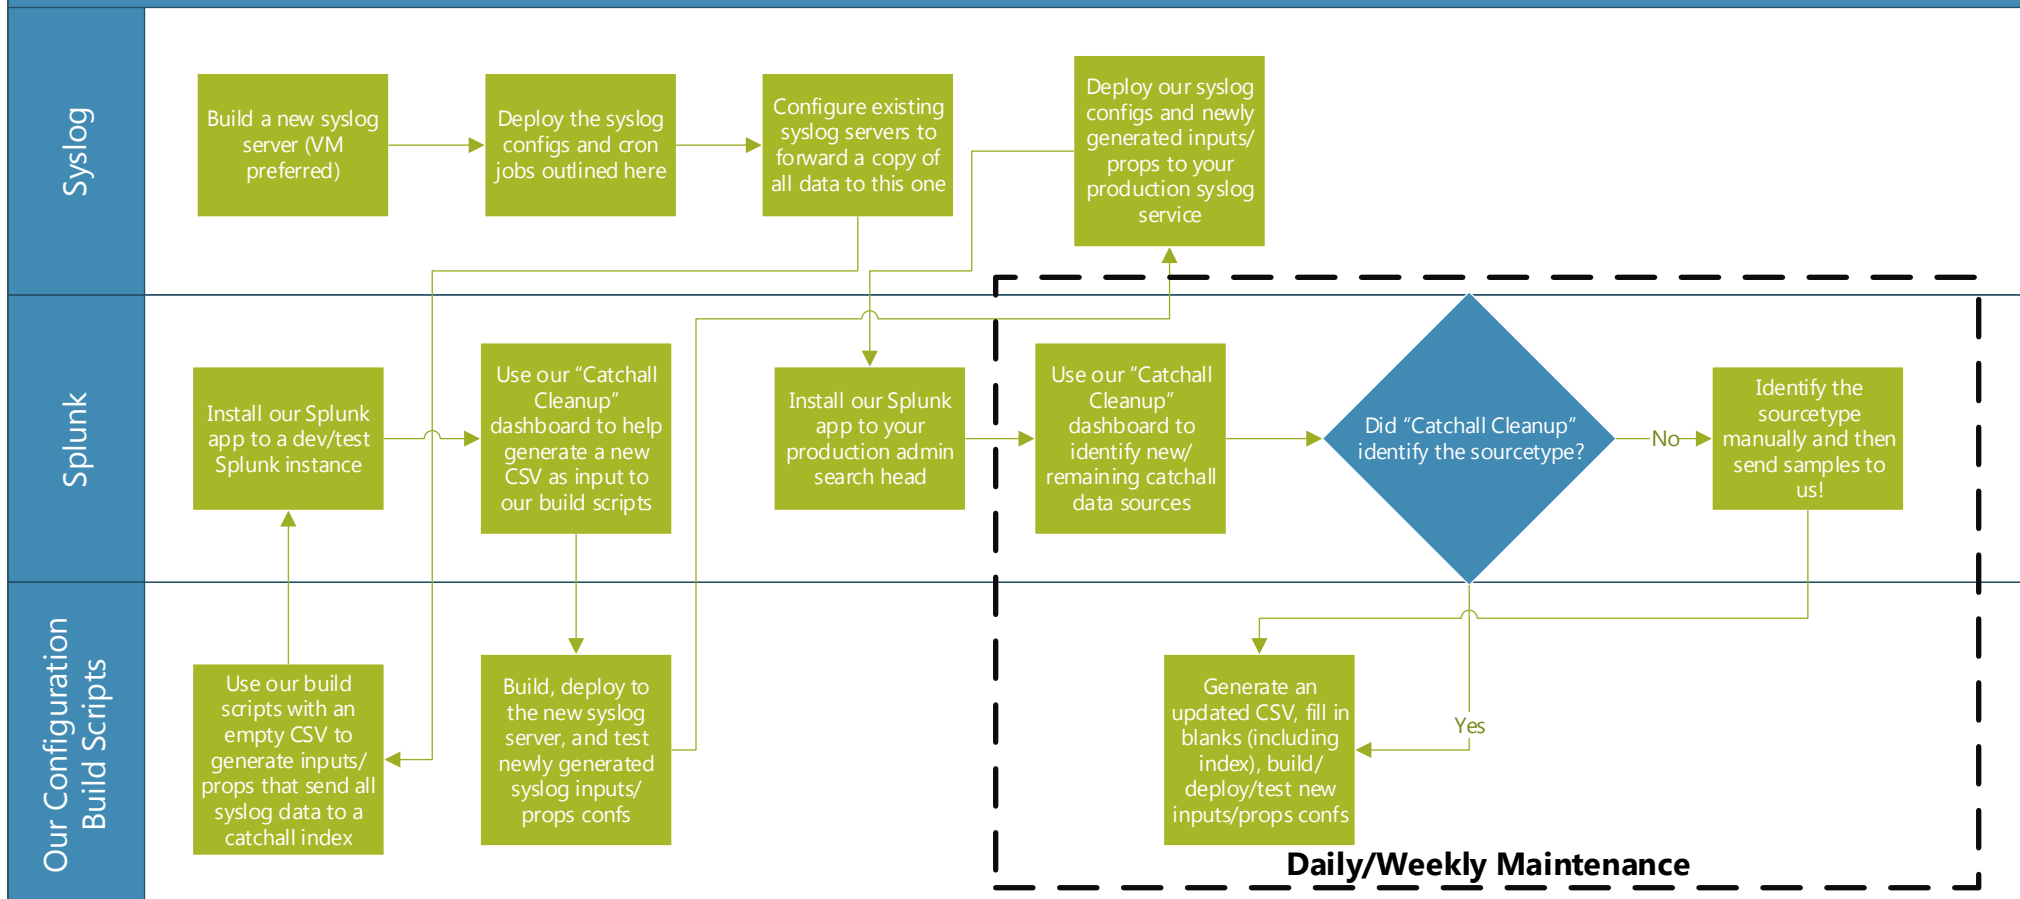 Syslog
Build a new syslog
server (VM
preferred)
Deploy the syslog
configs and cron
jobs outlined here
Configure existing
syslog servers to
forward a copy of
all data to this one
Deploy our syslog
configs and newly
generated inputs/
props to your
production syslog
service
Splunk
Install our Splunk
app to a dev/test
Splunk instance
Use our “Catchall
Cleanup”
dashboard to help
generate a new
CSV as input to
our build scripts
Install our Splunk
app to your
production admin
search head
Use our “Catchall
Cleanup”
dashboard to
identify new/
remaining catchall
data sources
Did “Catchall Cleanup”
identify the sourcetype?
No
Identify the
sourcetype
manually and then
send samples to
us!
Our Configuration
Build Scripts
Use our build
scripts with an
empty CSV to
generate inputs/
props that send all
syslog data to a
catchall index
Build, deploy to
the new syslog
server, and test
newly generated
syslog inputs/
props confs
Generate an
updated CSV, fill in
blanks (including
index), build/
deploy/test new
inputs/props confs
Yes
Daily/Weekly Maintenance